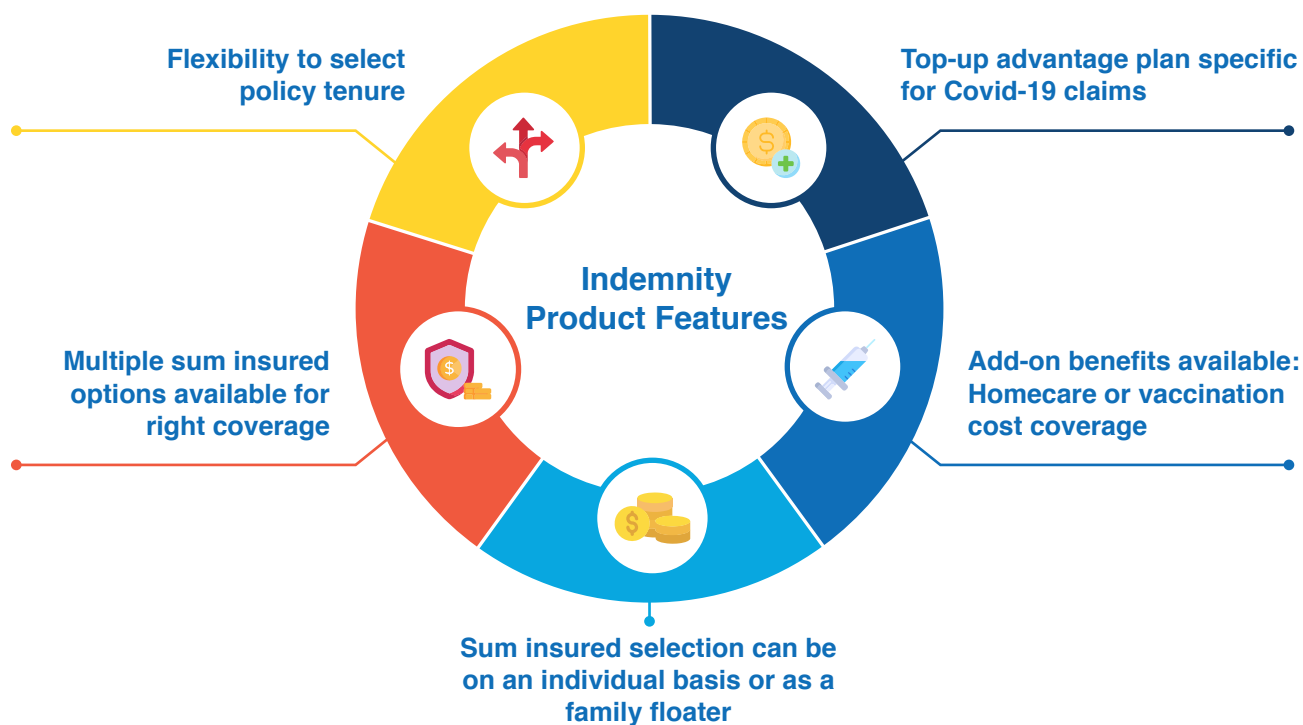 Indemnity
Product Features
Top-up advantage plan specific
for Covid-19 claims
Add-on benefits available:
Homecare or vaccination
cost coverage
Sum insured selection can be
on an individual basis or as a
family floater
Multiple sum insured
options available for
right coverage
Flexibility to select
policy tenure